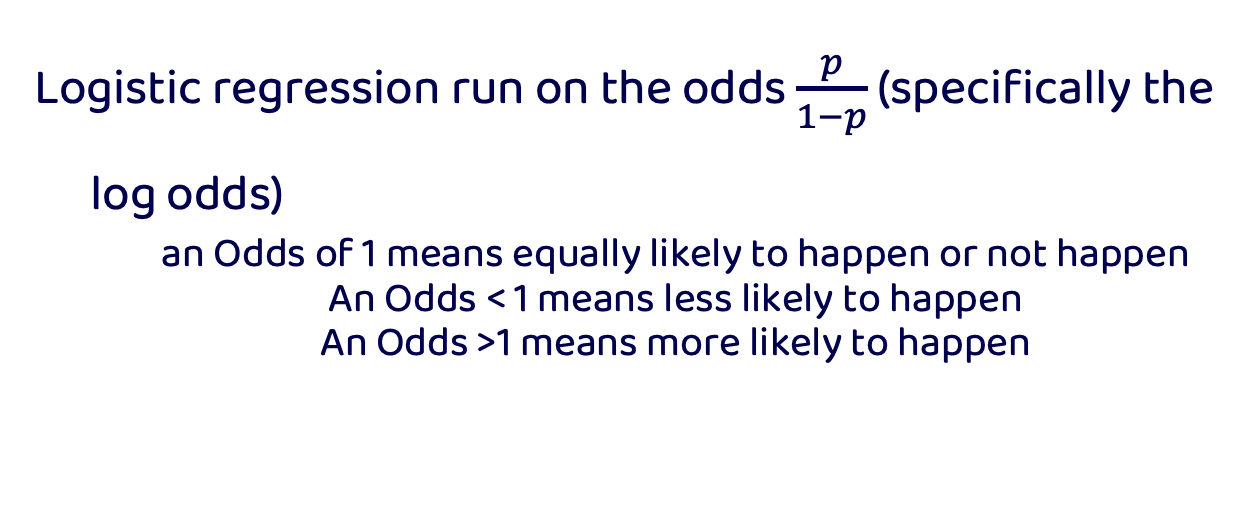 Logistic regression run on the odds p/1−p (specifically the
log odds)
an Odds of 1 means equally likely to happen or not happen
An Odds < 1 means less likely to happen
An Odds >1 means more likely to happen